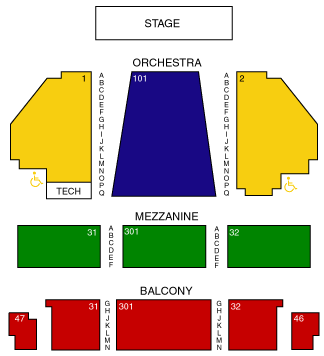 STAGE
ORCHESTRA
1 A 101 A 2
B B
C C
D D
E E
F F
G G
H H
I I
J J
K K
L L
M M
N N
O O
P P
TECH Q Q
MEZZANINE
31 A 301 A 32
B B
C C
D D
E E
F F
BALCONY
47 31 G 301 G 32 46
H H
J J
K K
L L
M M
N N